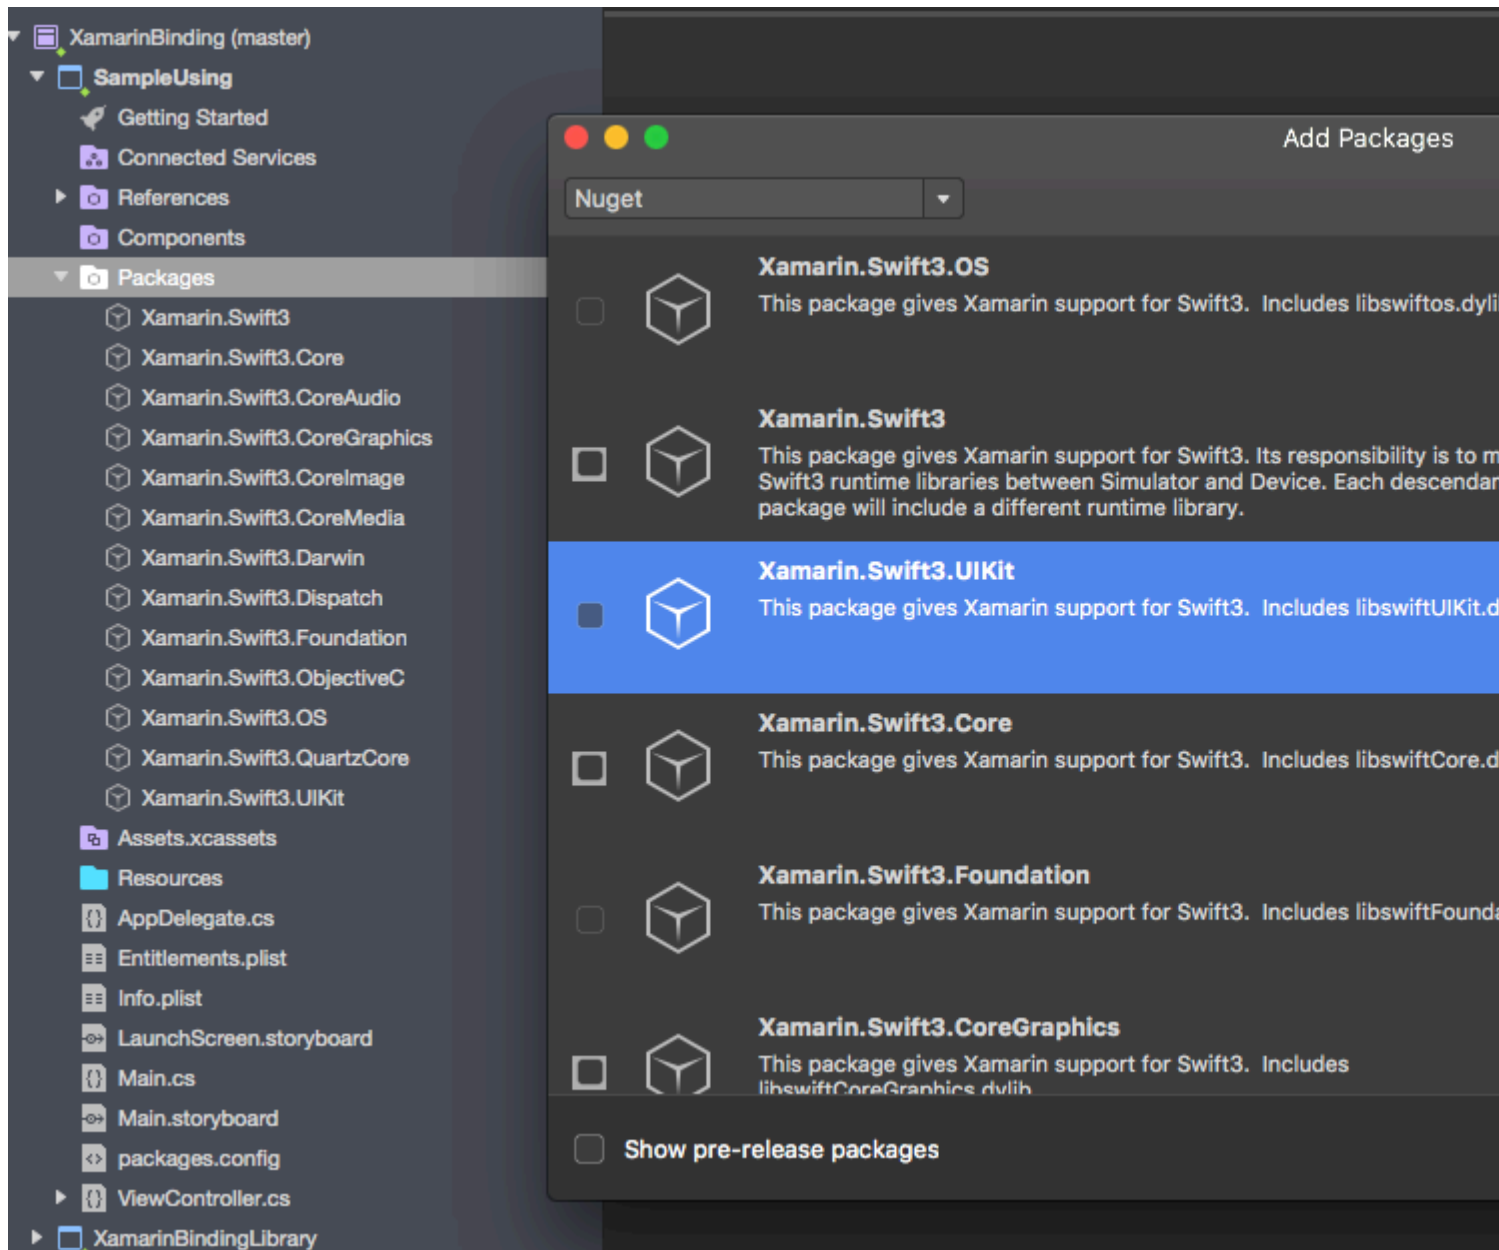 XamarinBinding (master)
SampleUsing
Getting Started
Connected Services
References
Components
Packages
Xamarin.Swift3
Xamarin.Swift3.Core
Xamarin.Swift3.CoreAudio
Xamarin.Swift3.CoreGraphics
Xamarin.Swift3.CoreImage
Xamarin.Swift3.CoreMedia
Xamarin.Swift3.Darwin
Xamarin.Swift3.Dispatch
Xamarin.Swift3.Foundation
Xamarin.Swift3.ObjectiveC
Xamarin.Swift3.OS
Xamarin.Swift3.QuartzCore
Xamarin.Swift3.UIKit
Assets.xcassets
Resources
AppDelegate.cs
Entitlements.plist
Info.plist
LaunchScreen.storyboard
Main.cs
Main.storyboard
packages.config
ViewController.cs
XamarinBindingLibrary
Add Packages
Nuget
Xamarin.Swift3.OS
This package gives Xamarin support for Swift3. Includes libswiftos.dyli
Xamarin.Swift3
This package gives Xamarin support for Swift3. Its responsibility is to m
Swift3 runtime libraries between Simulator and Device. Each descendar
package will include a different runtime library.
Xamarin.Swift3.UIKit
This package gives Xamarin support for Swift3. Includes libswiftUIKit.d
Xamarin.Swift3.Core
This package gives Xamarin support for Swift3. Includes libswiftCore.d
Xamarin.Swift3.Foundation
This package gives Xamarin support for Swift3. Includes libswiftFounda
Xamarin.Swift3.CoreGraphics
This package gives Xamarin support for Swift3. Includes
libswiftCoreGraphics.dylib
Show pre-release packages